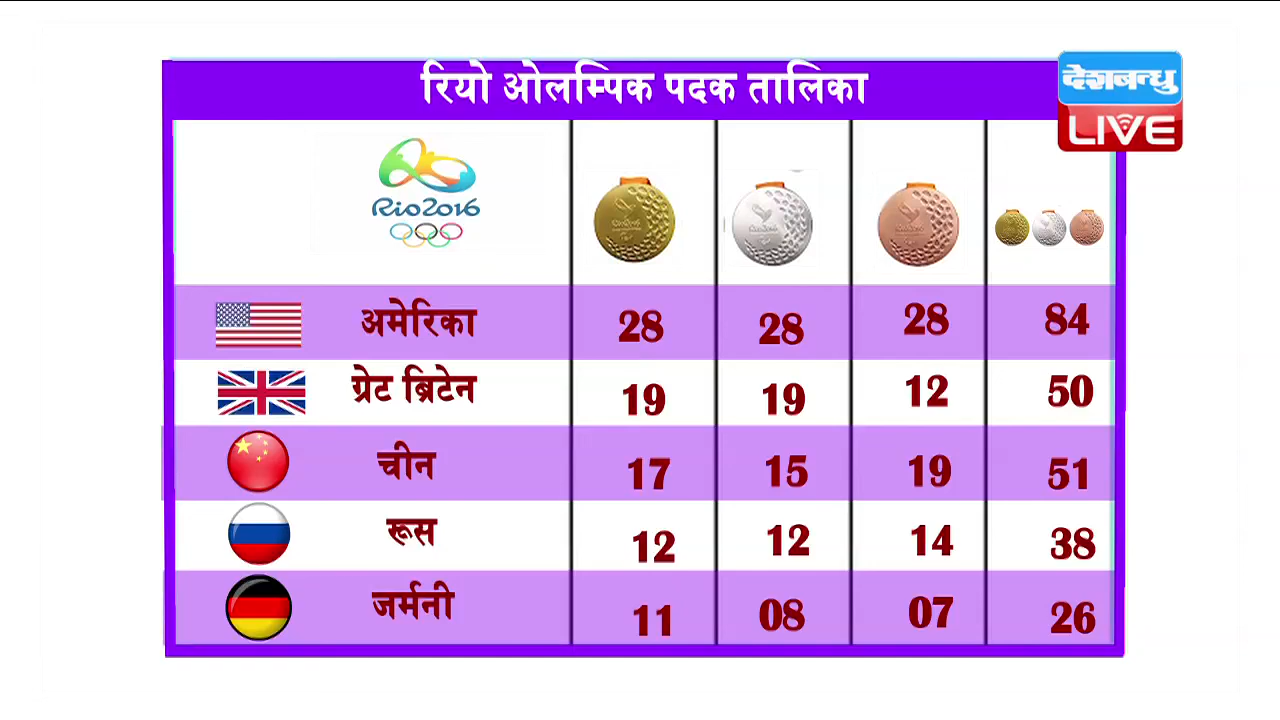 रियो ओलम्पिक पदक तालिका
देशबन्धु
LIVE
Rio2016
अमेरिका 28 28 28 84
ग्रेट ब्रिटेन 19 19 12 50
चीन 17 15 19 51
रूस 12 12 14 38
जर्मनी 11 08 07 26